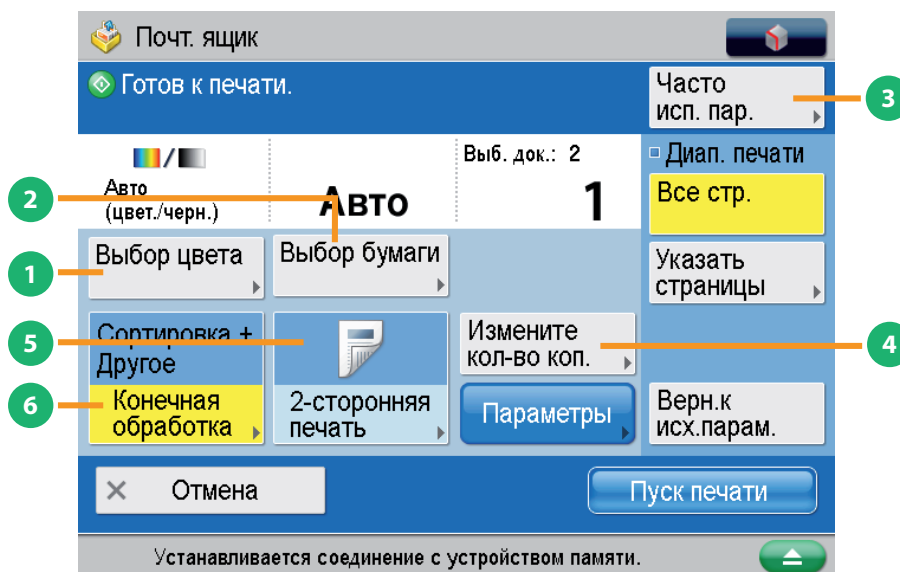 Почт. ящик
Готов к печати.
Часто
исп. пар.
3
Авто
(цвет./черн.)
Авто
Выб. док.: 2
1
Диап. печати
Все стр.
2
1
Выбор цвета
Выбор бумаги
Указать
страницы
5
Сортировка +
Другое
Измените
кол-во коп.
4
6
Конечная
обработка
2-сторонняя
печать
Параметры
Верн.к
исх.парам.
Отмена
Пуск печати
Устанавливается соединение с устройством памяти.